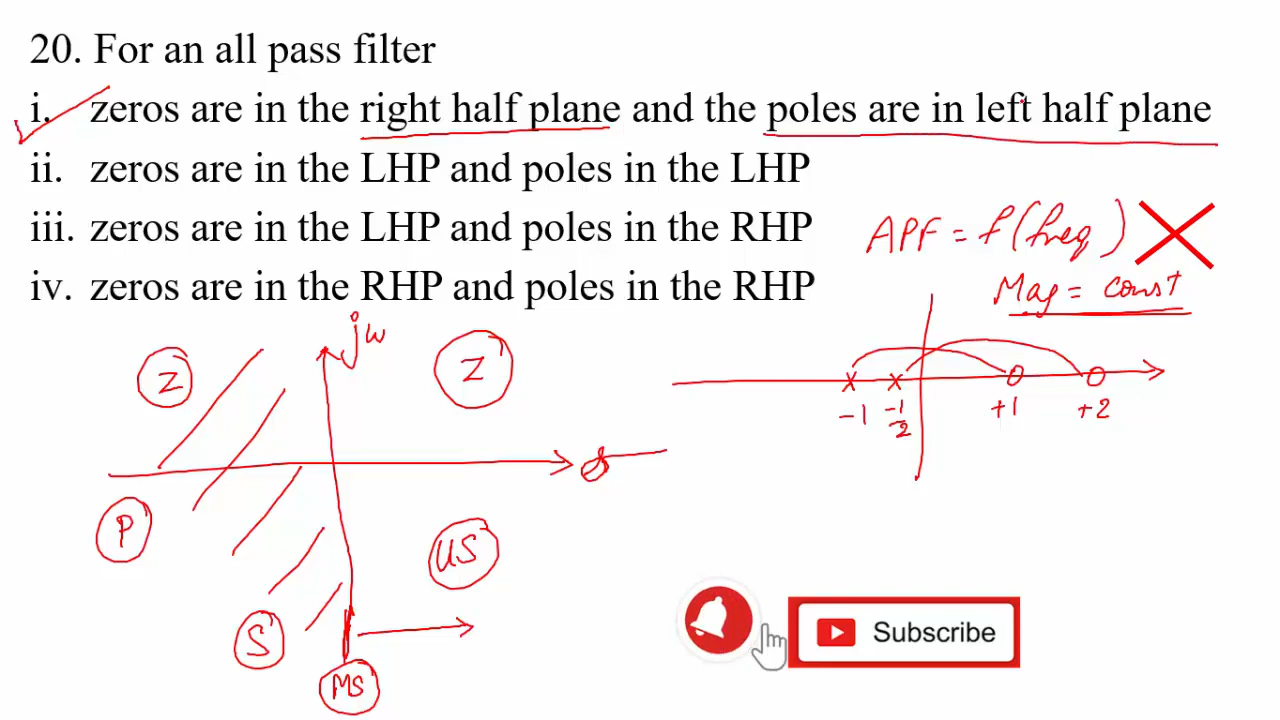 20. For an all pass filter
i. zeros are in the right half plane and the poles are in left half plane
ii. zeros are in the LHP and poles in the LHP
iii. zeros are in the LHP and poles in the RHP
iv. zeros are in the RHP and poles in the RHP
APF = f(freq)
Mag = const
jω
Z
Z
-1
-1/2
+1
+2
σ
P
US
S
MS
Subscribe